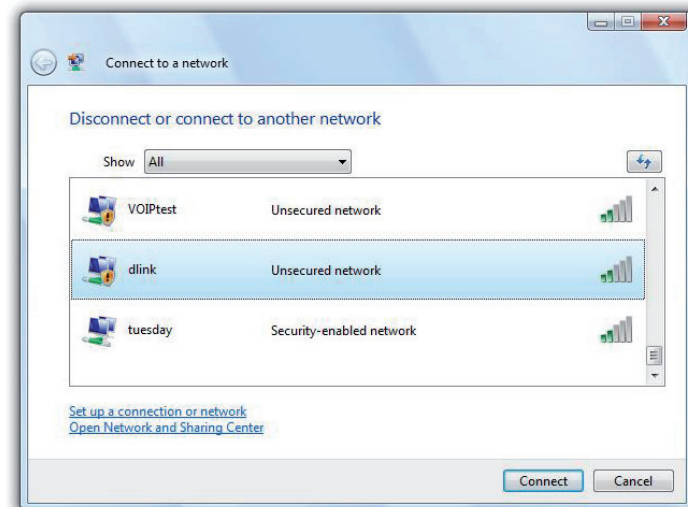 Connect to a network
Disconnect or connect to another network
Show All
VOIPtest Unsecured network
dlink Unsecured network
tuesday Security-enabled network
Set up a connection or network
Open Network and Sharing Center
Connect Cancel